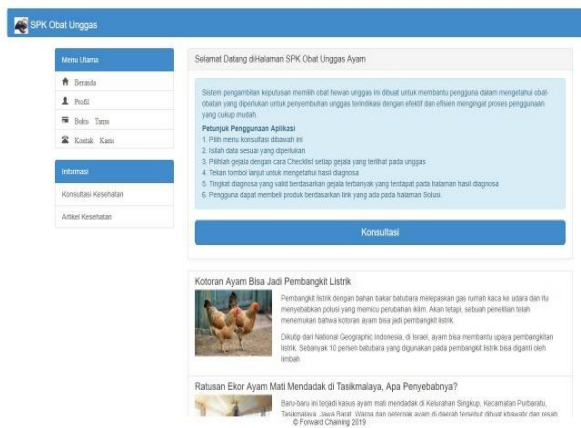 SPK Obat Unggas
Menu Utama
Beranda
Profil
Buku Tamu
Kontak Kami
Informasi
Konsultasi Kesehatan
Artikel Kesehatan
Selamat Datang diHalaman SPK Obat Unggas Ayam
Sistem pengambilan keputusan memilih obat hewan unggas ini dibuat untuk membantu pengguna dalam mengetahui obat-
obatan yang diperlukan untuk penyembuhan unggas terindikasi dengan efektif dan efisien mengingat proses penggunaan
yang cukup mudah.
Petunjuk Penggunaan Aplikasi
1. Pilih menu konsultasi dibawah ini
2. Isilah data sesuai yang diperlukan
3. Pilihlah gejala dengan cara Checklist setiap gejala yang terlihat pada unggas
4. Tekan tombol lanjut untuk mengetahui hasil diagnosa
5. Tingkat diagnosa yang valid berdasarkan gejala terbanyak yang terdapat pada halaman hasil diagnosa
6. Pengguna dapat membeli produk berdasarkan link yang ada pada halaman Solusi.
Konsultasi
Kotoran Ayam Bisa Jadi Pembangkit Listrik
Pembangkit listrik dengan bahan bakar batubara melepaskan gas rumah kaca ke udara dan itu
menyebabkan polusi yang memicu perubahan iklim. Akan tetapi, sebuah penelitian telah
menemukan bahwa kotoran ayam bisa jadi pembangkit listrik.
Dikutip dari National Geographic Indonesia, di Israel, ayam bisa membantu upaya pembangkitan
listrik. Sebanyak 10 persen batubara yang digunakan pada pembangkit listrik bisa diganti oleh
limbah
Ratusan Ekor Ayam Mati Mendadak di Tasikmalaya, Apa Penyebabnya?
Baru-baru ini terjadi kasus ayam mati mendadak di Kelurahan Singkup, Kecamatan Purbaratu,
Tasikmalaya, Jawa Barat. Warga dan peternak ayam di daerah tersebut dibuat khawatir dan resah
© Forward Chaining 2019